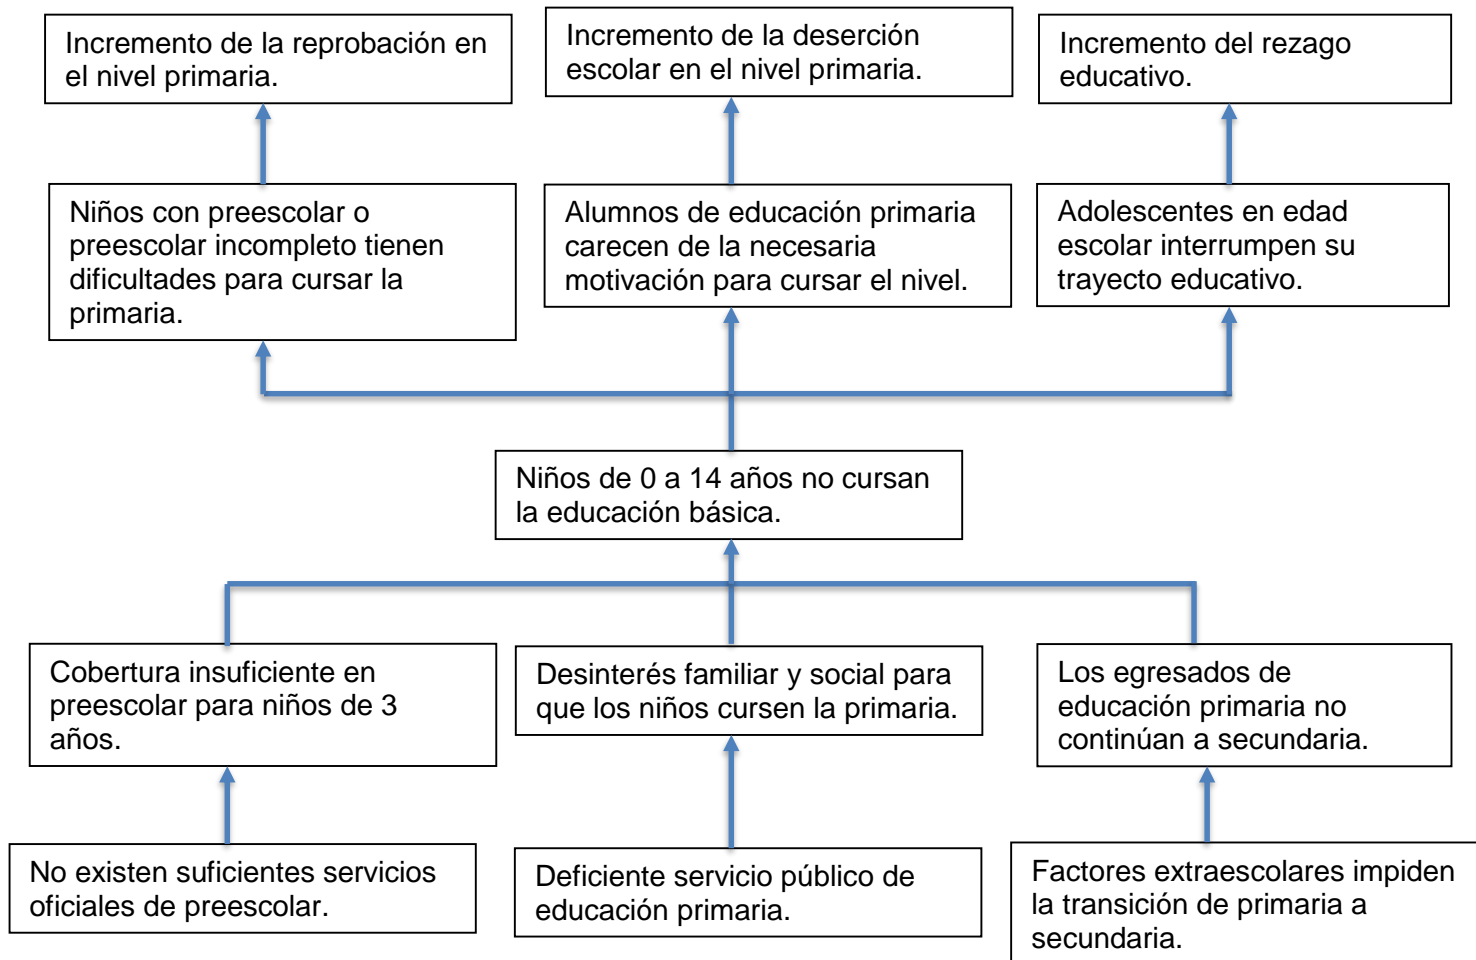 Incremento de la reprobación en
el nivel primaria.
Incremento de la deserción
escolar en el nivel primaria.
Incremento del rezago
educativo.
Niños con preescolar o
preescolar incompleto tienen
dificultades para cursar la
primaria.
Alumnos de educación primaria
carecen de la necesaria
motivación para cursar el nivel.
Adolescentes en edad
escolar interrumpen su
trayecto educativo.
Niños de 0 a 14 años no cursan
la educación básica.
Cobertura insuficiente en
preescolar para niños de 3
años.
Desinterés familiar y social para
que los niños cursen la primaria.
Los egresados de
educación primaria no
continúan a secundaria.
No existen suficientes servicios
oficiales de preescolar.
Deficiente servicio público de
educación primaria.
Factores extraescolares impiden
la transición de primaria a
secundaria.